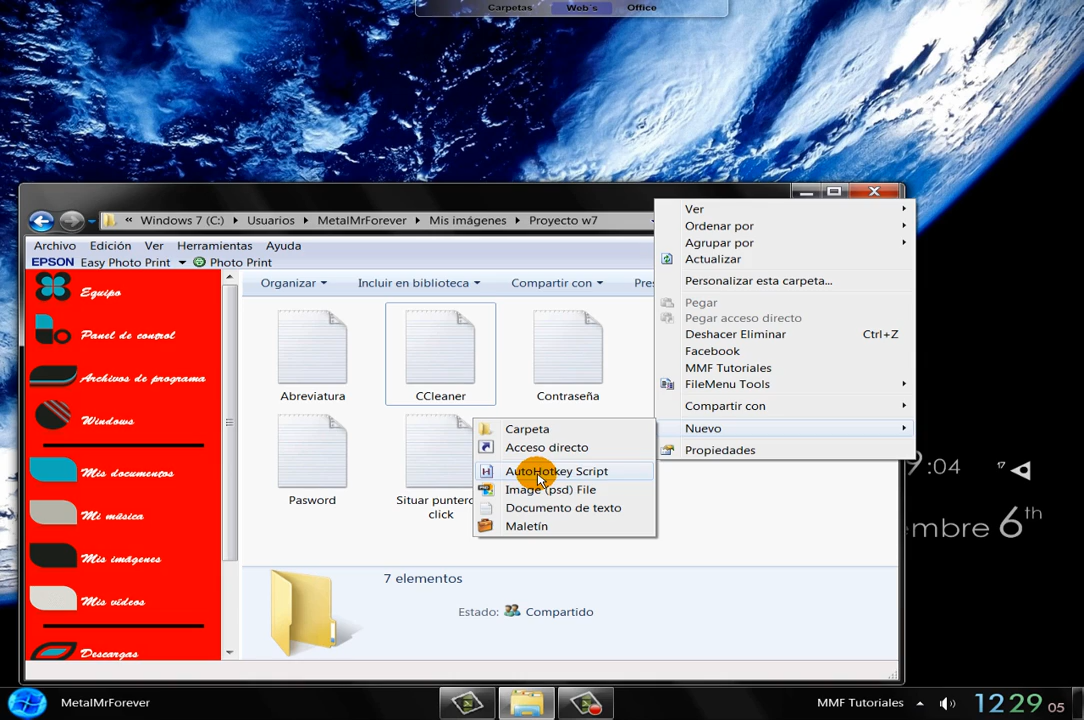 Carpetas Web´s Office
« Windows 7 (C:) Usuarios MetalMrForever Mis imágenes Proyecto w7
Archivo Edición Ver Herramientas Ayuda
EPSON Easy Photo Print Photo Print
Equipo
Panel de control
Archivos de programa
Windows
Mis documentos
Mi música
Mis imágenes
Mis vídeos
Descargas
Organizar Incluir en biblioteca Compartir con
Abreviatura
CCleaner
Contraseña
Pasword
Situar puntero
click
Ver
Ordenar por
Agrupar por
Actualizar
Personalizar esta carpeta...
Pegar
Pegar acceso directo
Deshacer Eliminar Ctrl+Z
Facebook
MMF Tutoriales
FileMenu Tools
Compartir con
Nuevo
Propiedades
Carpeta
Acceso directo
AutoHotkey Script
Image (psd) File
Documento de texto
Maletín
7 elementos
Estado: Compartido
:04 17
embre 6th
MetalMrForever
MMF Tutoriales
12 29 05